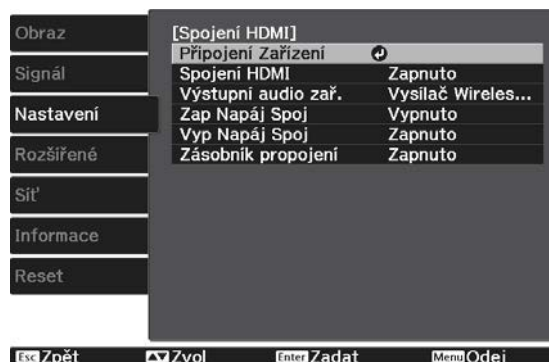 Obraz
Signál
Nastavení
Rozšířené
Síť
Informace
Reset
[Spojení HDMI]
Připojení Zařízení
Spojení HDMI Zapnuto
Výstupní audio zař. Vysílač Wireles...
Zap Napáj Spoj Vypnuto
Vyp Napáj Spoj Zapnuto
Zásobník propojení Zapnuto
Esc Zpět Zvol Enter Zadat Menu Odej